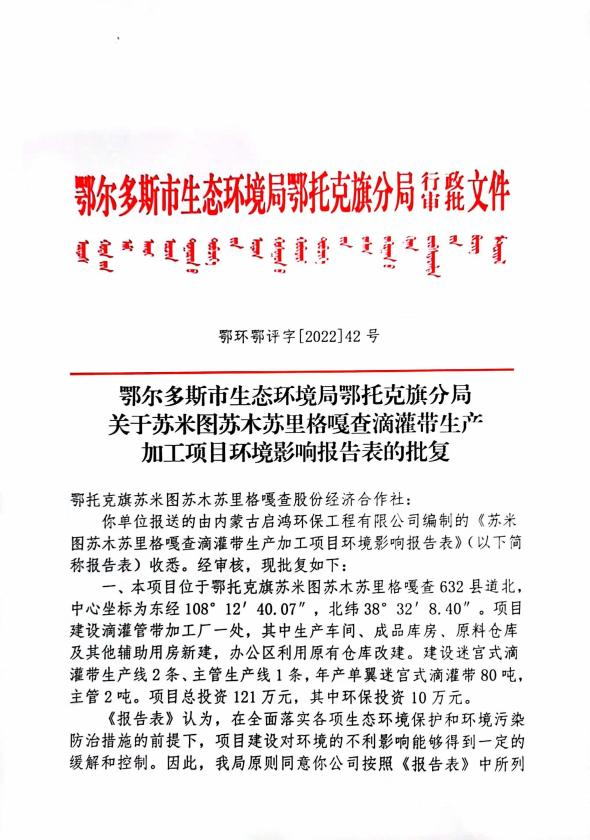 鄂尔多斯市生态环境局鄂托克旗分局行政审批文件
鄂环鄂评字[2022]42号
鄂尔多斯市生态环境局鄂托克旗分局
关于苏米图苏木苏里格嘎查滴灌带生产
加工项目环境影响报告表的批复
鄂托克旗苏米图苏木苏里格嘎查股份经济合作社：
你单位报送的由内蒙古启鸿环保工程有限公司编制的《苏米
图苏木苏里格嘎查滴灌带生产加工项目环境影响报告表》（以下简
称报告表）收悉。经审核，现批复如下：
一、本项目位于鄂托克旗苏米图苏木苏里格嘎查632县道北，
中心坐标为东经108°12′40.07″，北纬38°32′8.40″。项目
建设滴灌管带加工厂一处，其中生产车间、成品库房、原料仓库
及其他辅助用房新建，办公区利用原有仓库改建。建设迷宫式滴
灌带生产线2条、主管生产线1条，年产单翼迷宫式滴灌带80吨，
主管2吨。项目总投资121万元，其中环保投资10万元。
《报告表》认为，在全面落实各项生态环境保护和环境污染
防治措施的前提下，项目建设对环境的不利影响能够得到一定的
缓解和控制。因此，我局原则同意你公司按照《报告表》中所列